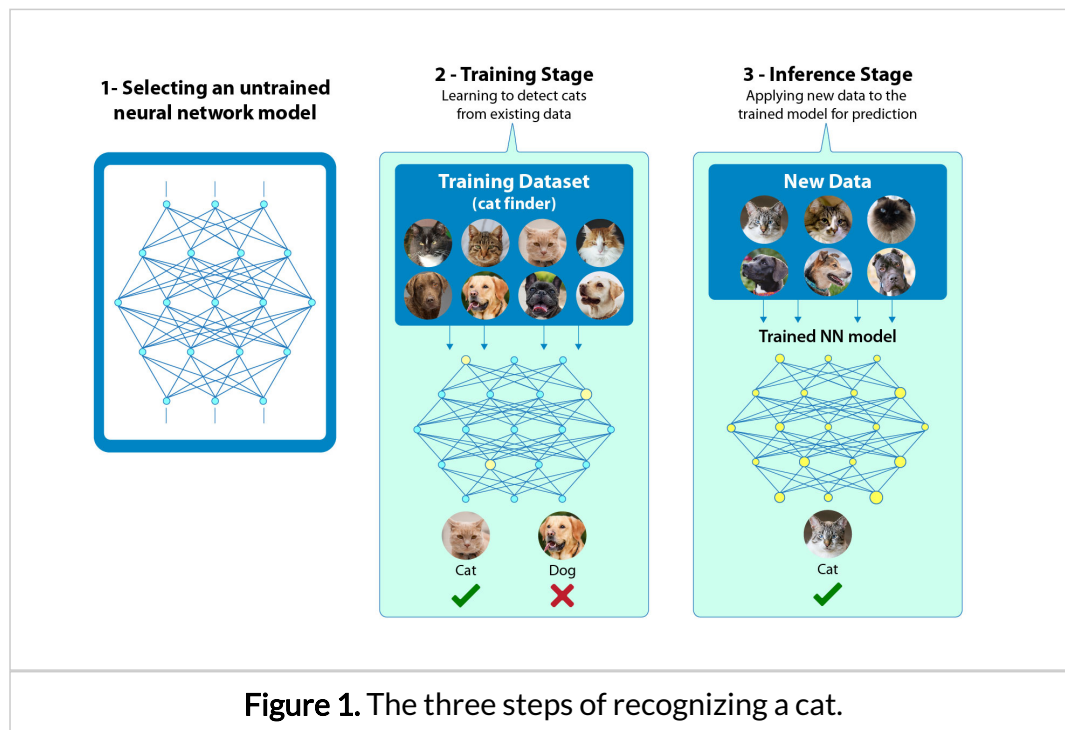 1- Selecting an untrained
neural network model
2 - Training Stage
Learning to detect cats
from existing data
Training Dataset
(cat finder)
Cat
Dog
3 - Inference Stage
Applying new data to the
trained model for prediction
New Data
Trained NN model
Cat
Figure 1. The three steps of recognizing a cat.